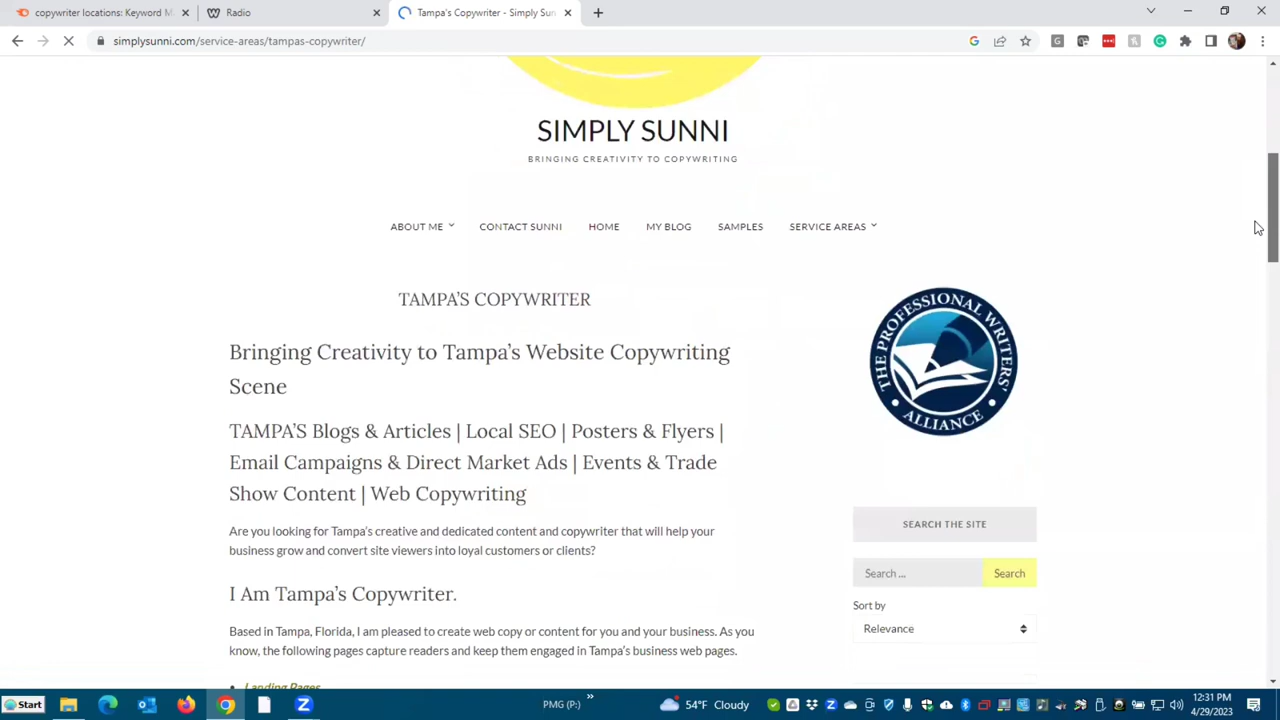 copywriter locations: Keyword M
Radio
Tampa's Copywriter - Simply Sun
simplysunni.com/service-areas/tampas-copywriter/
SIMPLY SUNNI
BRINGING CREATIVITY TO COPYWRITING
ABOUT ME
CONTACT SUNNI
HOME
MY BLOG
SAMPLES
SERVICE AREAS
TAMPA'S COPYWRITER
Bringing Creativity to Tampa's Website Copywriting
Scene
TAMPA'S Blogs & Articles | Local SEO | Posters & Flyers |
Email Campaigns & Direct Market Ads | Events & Trade
Show Content | Web Copywriting
Are you looking for Tampa's creative and dedicated content and copywriter that will help your
business grow and convert site viewers into loyal customers or clients?
I Am Tampa's Copywriter.
Based in Tampa, Florida, I am pleased to create web copy or content for you and your business. As you
know, the following pages capture readers and keep them engaged in Tampa's business web pages.
Landing Pages
THE PROFESSIONAL WRITERS'
ALLIANCE
SEARCH THE SITE
Search ...
Search
Sort by
Relevance
Start
PMG (P:)
54°F Cloudy
12:31 PM
4/29/2023